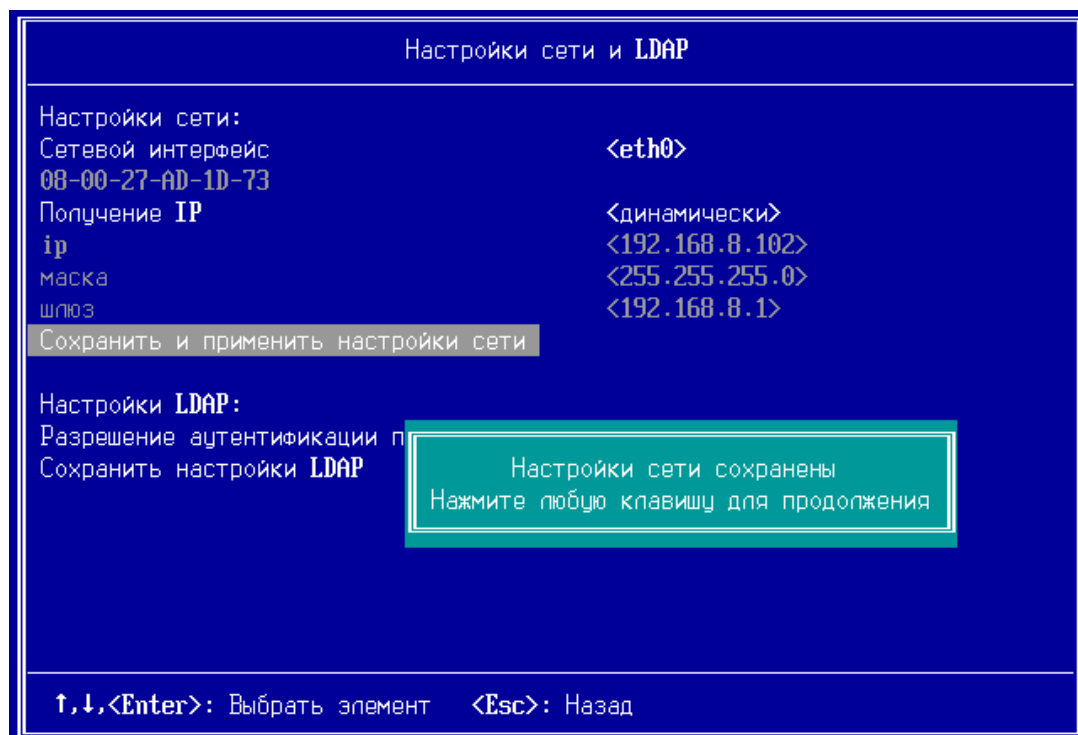 Настройки сети и LDAP
Настройки сети:
Сетевой интерфейс <eth0>
08-00-27-AD-1D-73
Получение IP <динамически>
ip <192.168.8.102>
маска <255.255.255.0>
шлюз <192.168.8.1>
Сохранить и применить настройки сети
Настройки LDAP:
Разрешение аутентификации п
Сохранить настройки LDAP
Настройки сети сохранены
Нажмите любую клавишу для продолжения
↑,↓,<Enter>: Выбрать элемент <Esc>: Назад